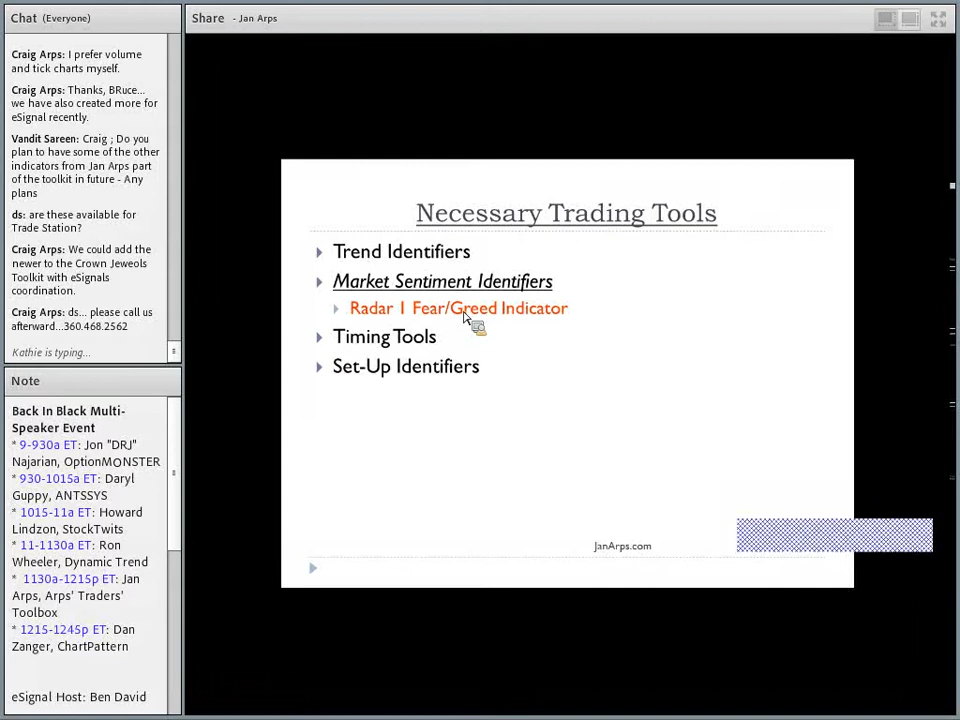 Chat (Everyone)
Craig Arps: I prefer volume
and tick charts myself.
Craig Arps: Thanks, BRuce...
we have also created more for
eSignal recently.
Vandit Sareen: Craig ; Do you
plan to have some of the other
indicators from Jan Arps part
of the toolkit in future - Any
plans
ds: are these available for
Trade Station?
Craig Arps: We could add the
newer to the Crown Jeweols
Toolkit with eSignals
coordination.
Craig Arps: ds... please call us
afterward...360.468.2562
Kathie is typing...
Note
Back In Black Multi-
Speaker Event
* 9-930a ET: Jon "DRJ"
Najarian, OptionMONSTER
* 930-1015a ET: Daryl
Guppy, ANTSSYS
* 1015-11a ET: Howard
Lindzon, StockTwits
* 11-1130a ET: Ron
Wheeler, Dynamic Trend
* 1130a-1215p ET: Jan
Arps, Arps' Traders'
Toolbox
* 1215-1245p ET: Dan
Zanger, ChartPattern
eSignal Host: Ben David
Share - Jan Arps
Necessary Trading Tools
Trend Identifiers
Market Sentiment Identifiers
Radar 1 Fear/Greed Indicator
Timing Tools
Set-Up Identifiers
JanArps.com